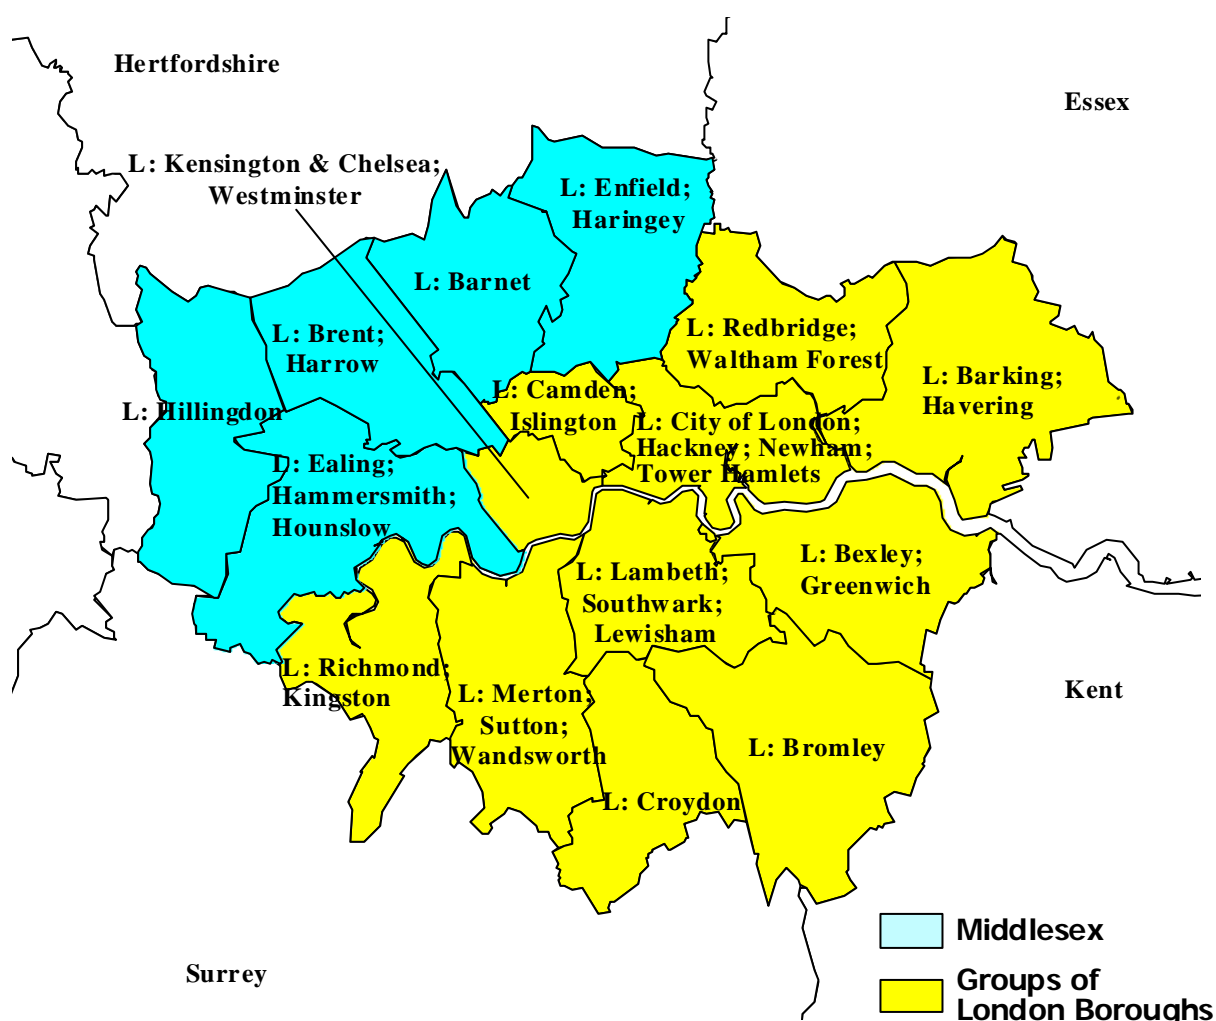 Hertfordshire
Essex
L: Kensington & Chelsea;
Westminster
L: Enfield;
Haringey
L: Barnet
L: Brent;
Harrow
L: Redbridge;
Waltham Forest
L: Barking;
Havering
L: Hillingdon
L: Camden;
Islington
L: City of London;
Hackney; Newham;
Tower Hamlets
L: Ealing;
Hammersmith;
Hounslow
L: Bexley;
Greenwich
L: Lambeth;
Southwark;
Lewisham
L: Richmond;
Kingston
L: Merton;
Sutton;
Wandsworth
Kent
L: Bromley
L: Croydon
Surrey
Middlesex
Groups of
London Boroughs